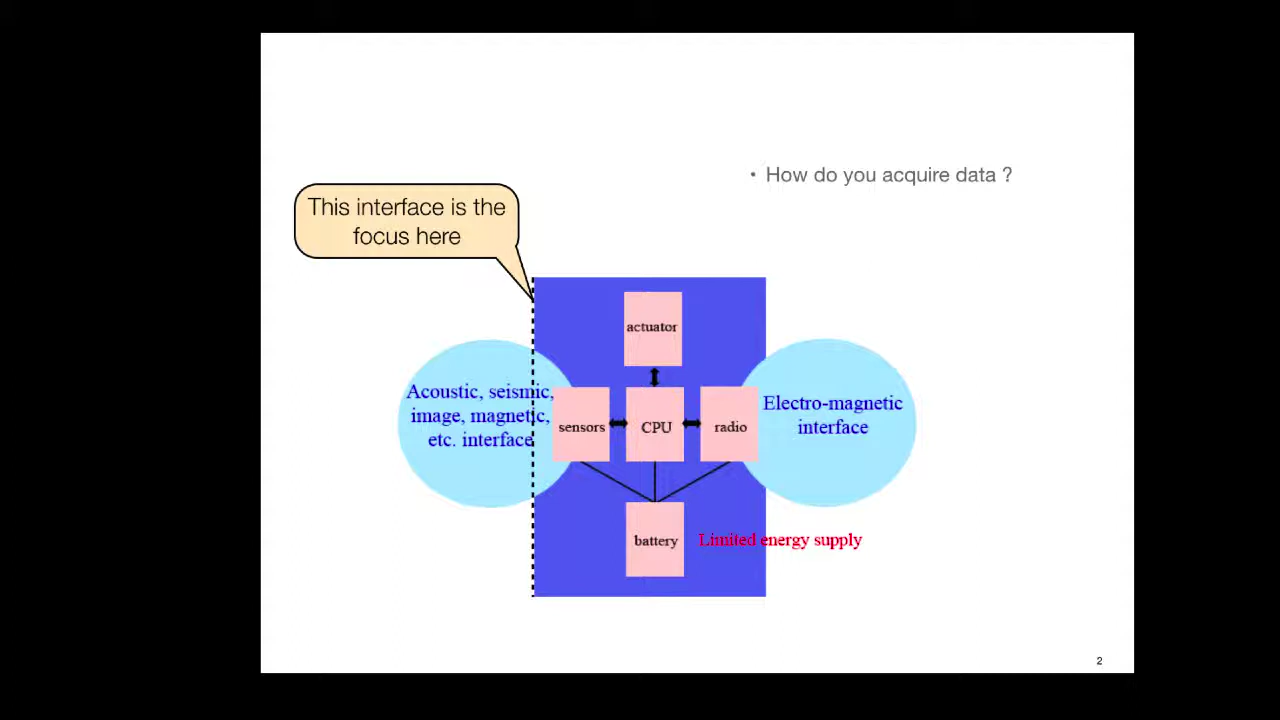 • How do you acquire data ?
This interface is the
focus here
actuator
Acoustic, seismic,
image, magnetic,
etc. interface
sensors
CPU
radio
Electro-magnetic
interface
battery
Limited energy supply
2